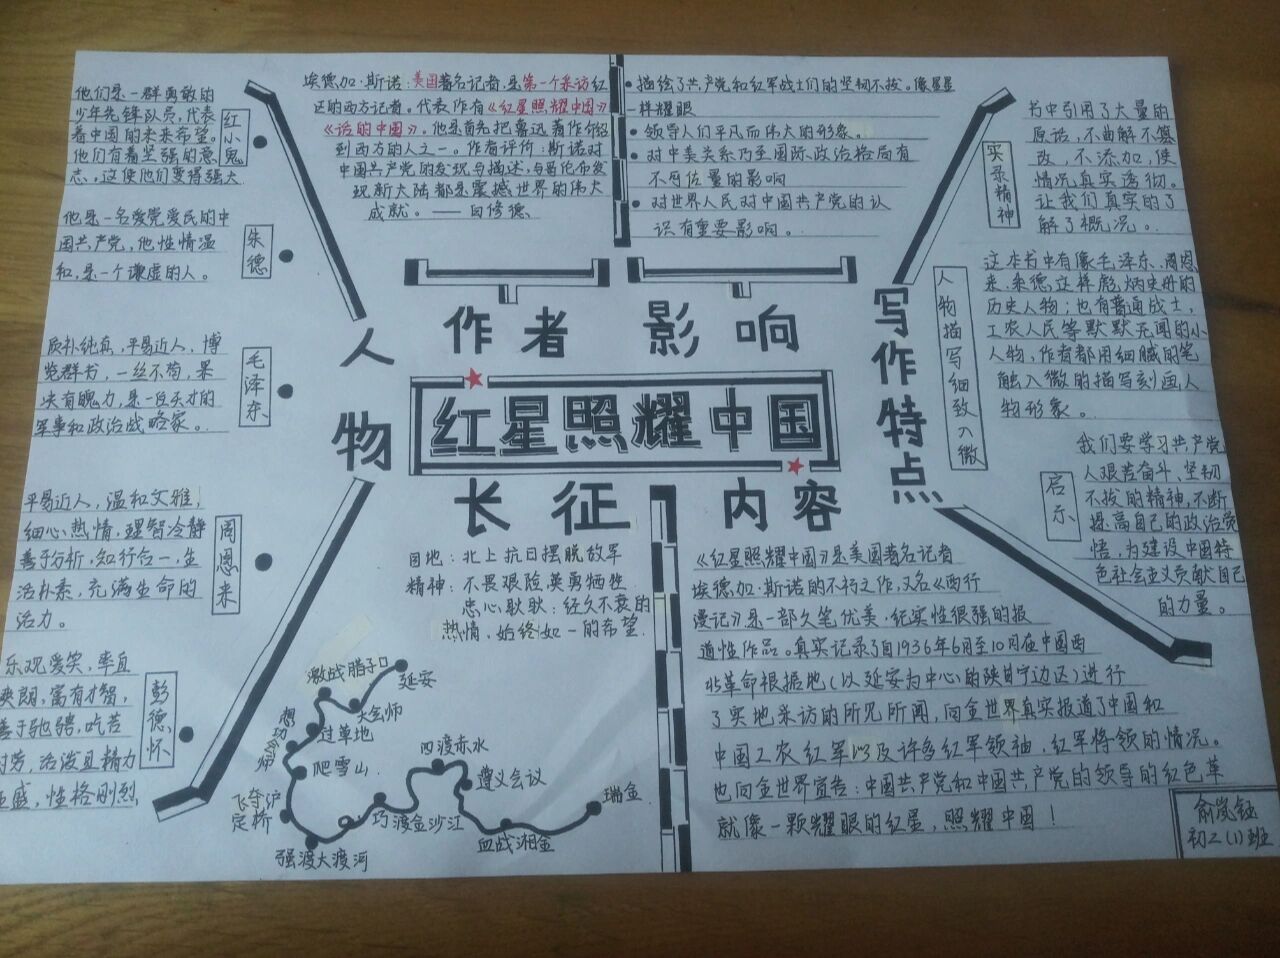 红星照耀中国
人物
他们是一群勇敢的
少年先锋队员,代表
着中国的未来希望。
他们有着坚强的意
志,这使他们变得强大
红小鬼
他是一名爱党爱民的中
国共产党,他性情温
和,是一个谦虚的人。
朱德
质朴纯真,平易近人、博
览群书,一丝不苟,果
决有魄力,是一位天才的
军事和政治战略家。
毛泽东
平易近人,温和文雅,
细心热情,理智冷静
善于分析,知行合一,生
活朴素,充满生命的
活力。
周恩来
乐观爱笑,率直
爽朗,富有才智,
善于驰骋,吃苦
耐劳,活泼且精力
旺盛,性格刚烈
彭德怀
作者
埃德加·斯诺:美国著名记者,是第一个采访红
区的西方记者。代表作有《红星照耀中国》
《活的中国》。他是首先把鲁迅著作介绍
到西方的人之一。作者评价:斯诺对
中国共产党的发现与描述,与哥伦布发
现新大陆都是震撼世界的伟大
成就。——白修德、
影响
描绘了共产党和红军战士们的坚韧不拔。像星星
一样耀眼
领导人们平凡而伟大的形象。
对中美关系乃至国际政治格局有
不可估量的影响
对世界人民对中国共产党的认
识有重要影响。
写作特点
书中引用了大量的
原话,不曲解不篡
改,不添加,使
情况真实透彻。
让我们真实的了
解了概况。
实录精神
这本书中有像毛泽东、周恩
来、朱德,这样彪炳史册的
历史人物;也有普通战士,
工农人民等默默无闻的小
人物,作者都用细腻的笔
触入微的描写刻画人
物形象。
人物描写细致入微
我们要学习共产党
人艰苦奋斗、坚韧
不拔的精神,不断
提高自己的政治觉
悟,为建设中国特
色社会主义贡献自己
的力量。
启示
长征
目地:北上抗日摆脱敌军
精神:不畏艰险,英勇牺牲
忠心耿耿:经久不衰的
热情,始终如一的希望
激战腊子口
延安
大会师
过草地
懋功会师
爬雪山
飞夺泸
定桥
强渡大渡河
巧渡金沙江
四渡赤水
遵义会议
血战湘金
瑞金
内容
《红星照耀中国》是美国著名记者
埃德加·斯诺的不朽之作,又名《西行
漫记》是一部文笔优美,纪实性很强的报
道性作品。真实记录了自1936年6月至10月在中国西
北革命根据地(以延安为中心的陕甘宁边区)进行
了实地采访的所见所闻,向全世界真实报道了中国和
中国工农红军以及许多红军领袖,红军将领的情况。
也向全世界宣告:中国共产党和中国共产党的领导的红色革
就像一颗耀眼的红星,照耀中国!
俞岚钰
初二(1)班